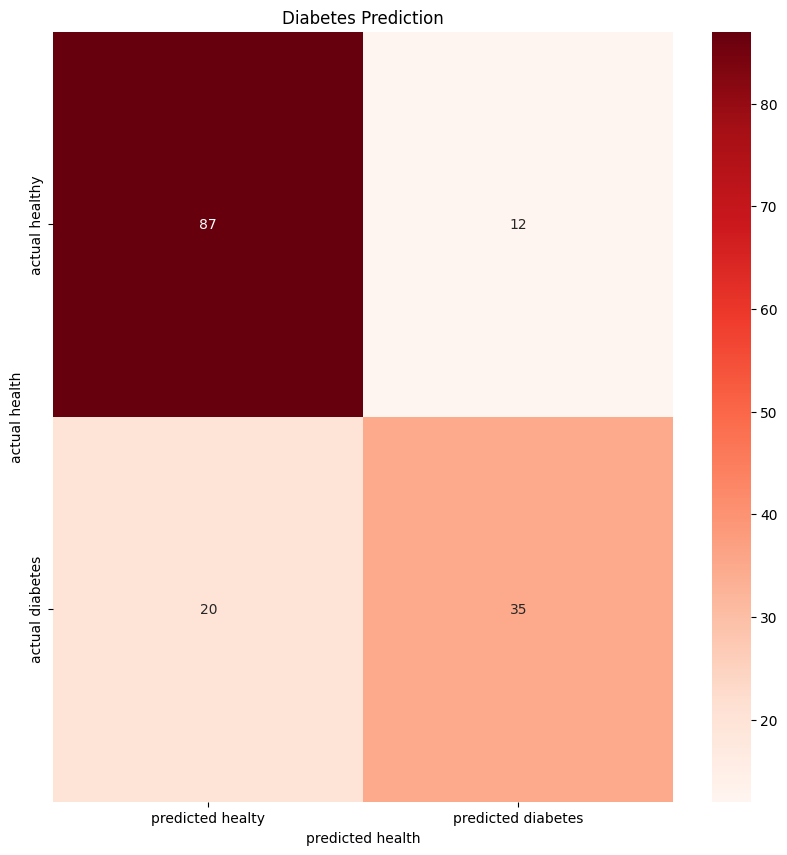 Diabetes Prediction
actual health
actual healthy
actual diabetes
87
12
20
35
predicted healty
predicted diabetes
predicted health
80
70
60
50
40
30
20